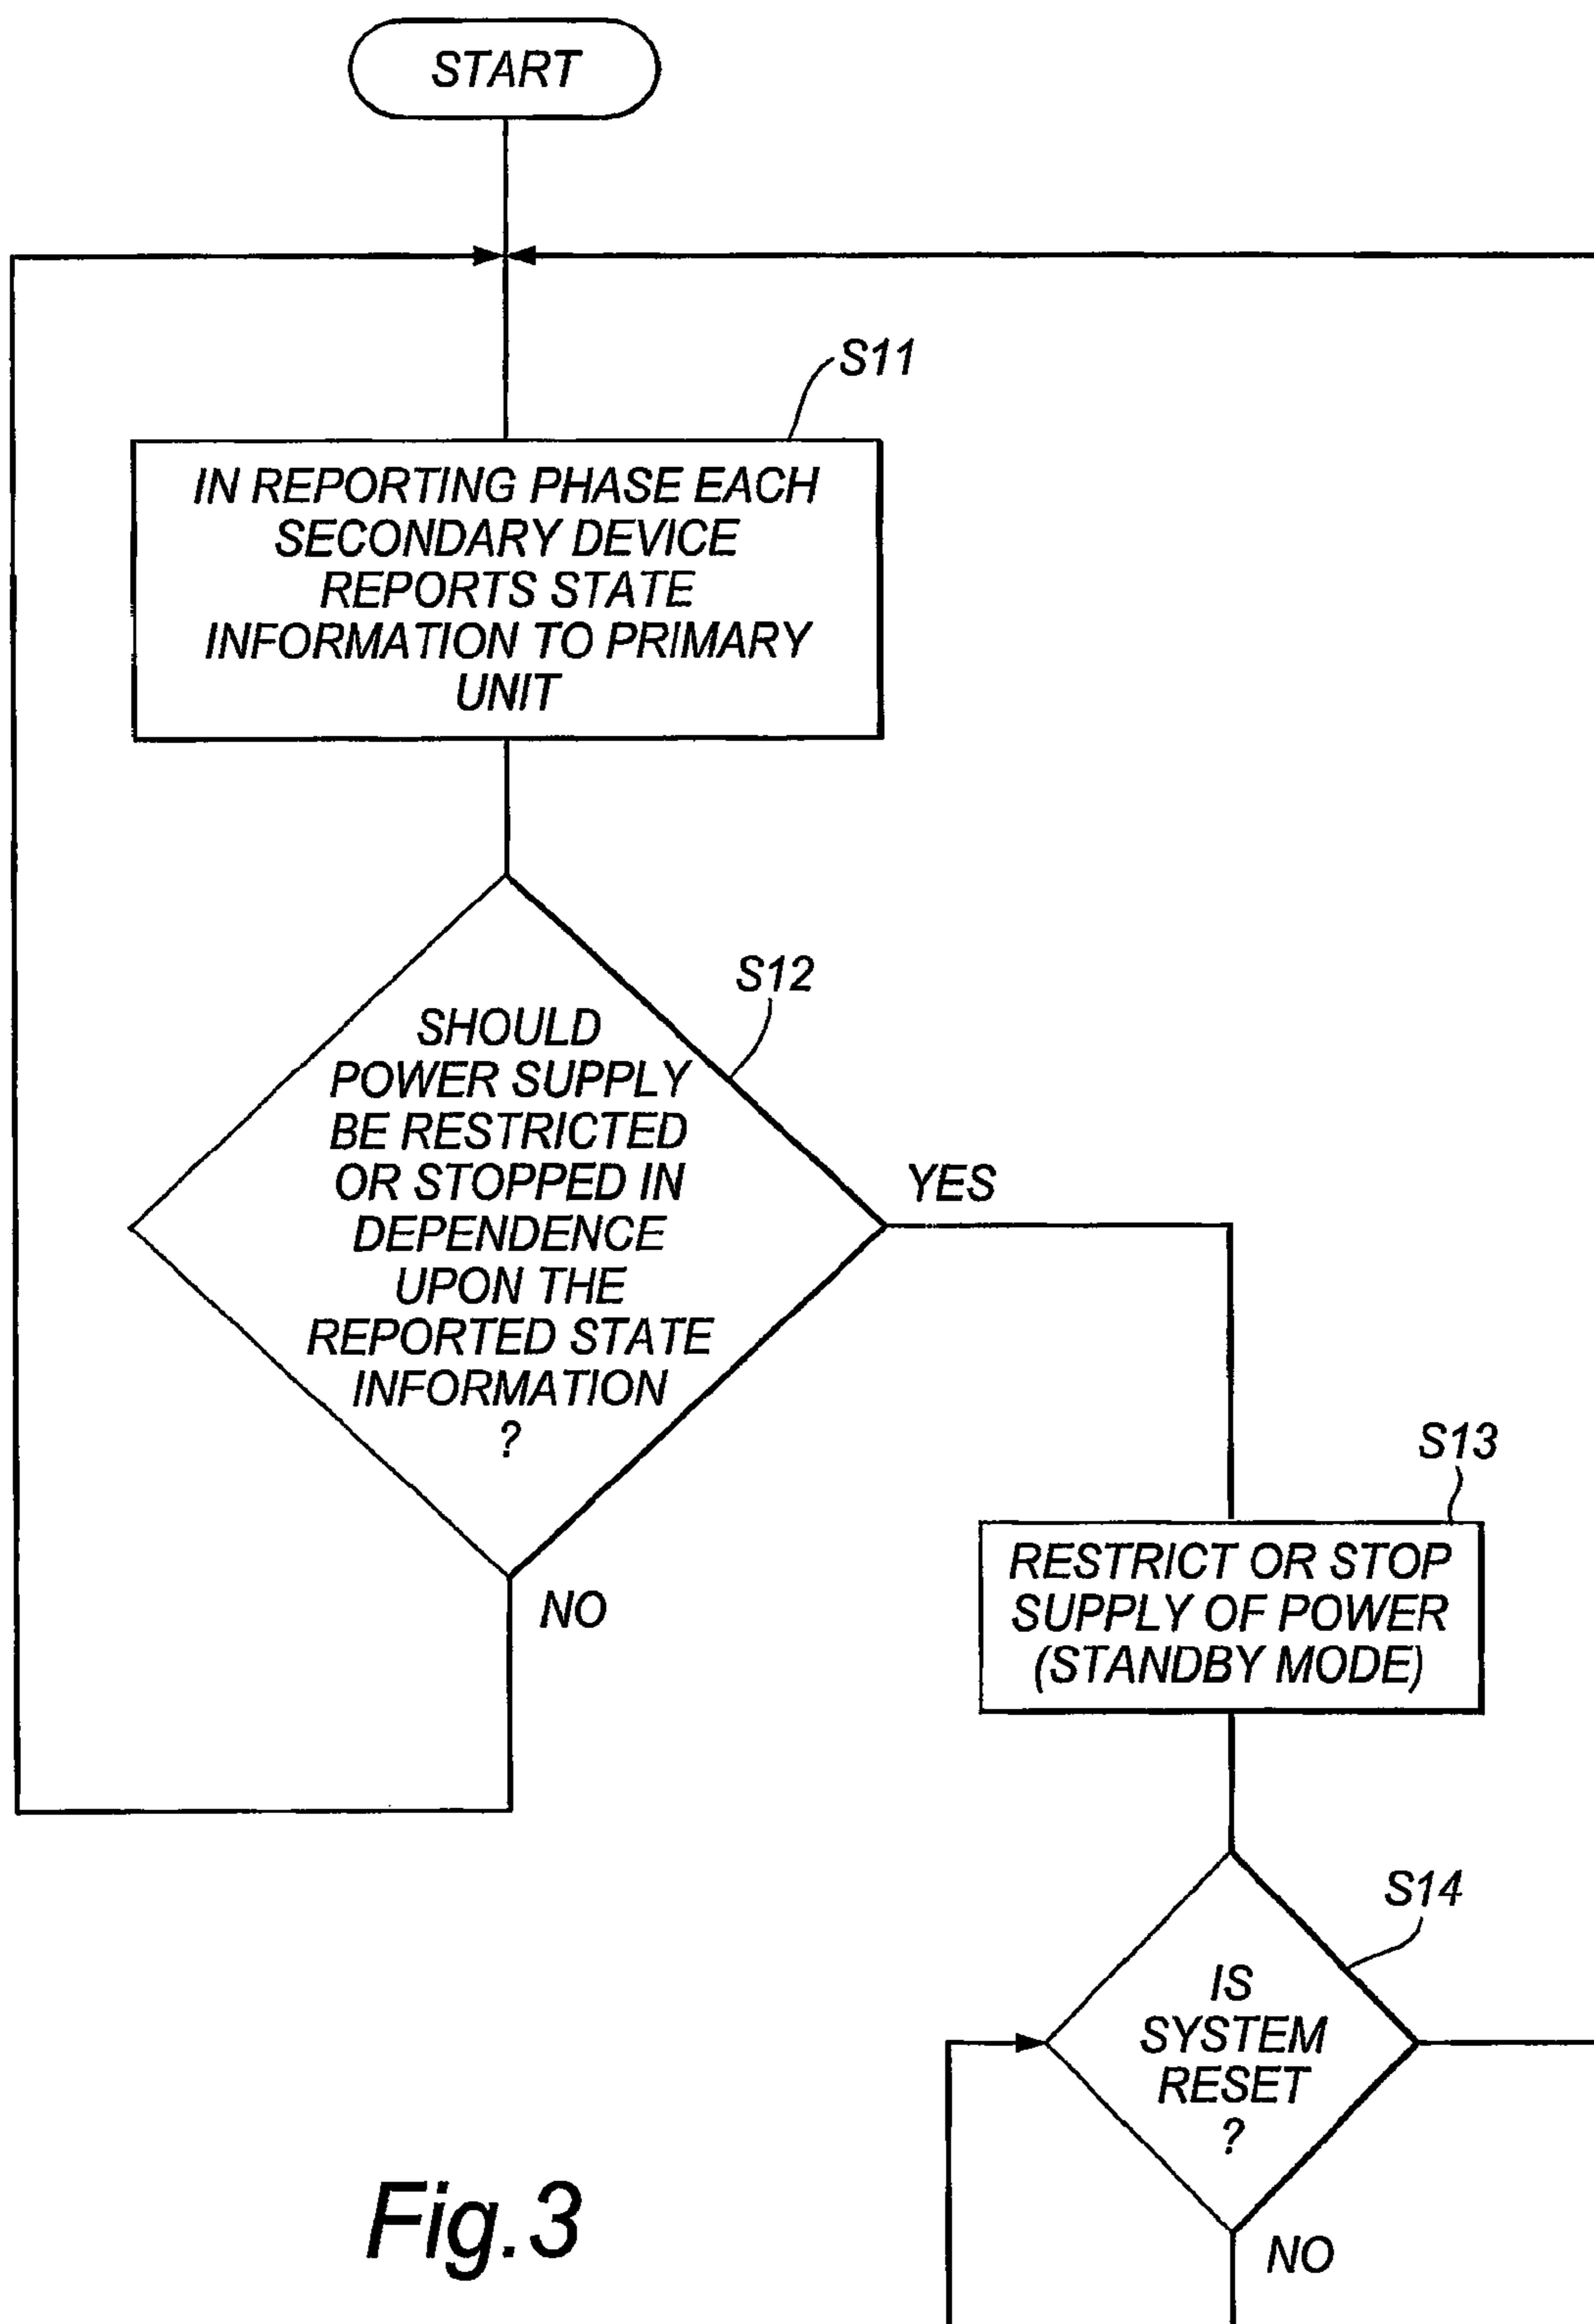 START
S11
IN REPORTING PHASE EACH
SECONDARY DEVICE
REPORTS STATE
INFORMATION TO PRIMARY
UNIT
S12
SHOULD
POWER SUPPLY
BE RESTRICTED
OR STOPPED IN
DEPENDENCE
UPON THE
REPORTED STATE
INFORMATION
?
YES
NO
S13
RESTRICT OR STOP
SUPPLY OF POWER
(STANDBY MODE)
S14
IS
SYSTEM
RESET
?
NO
Fig.3